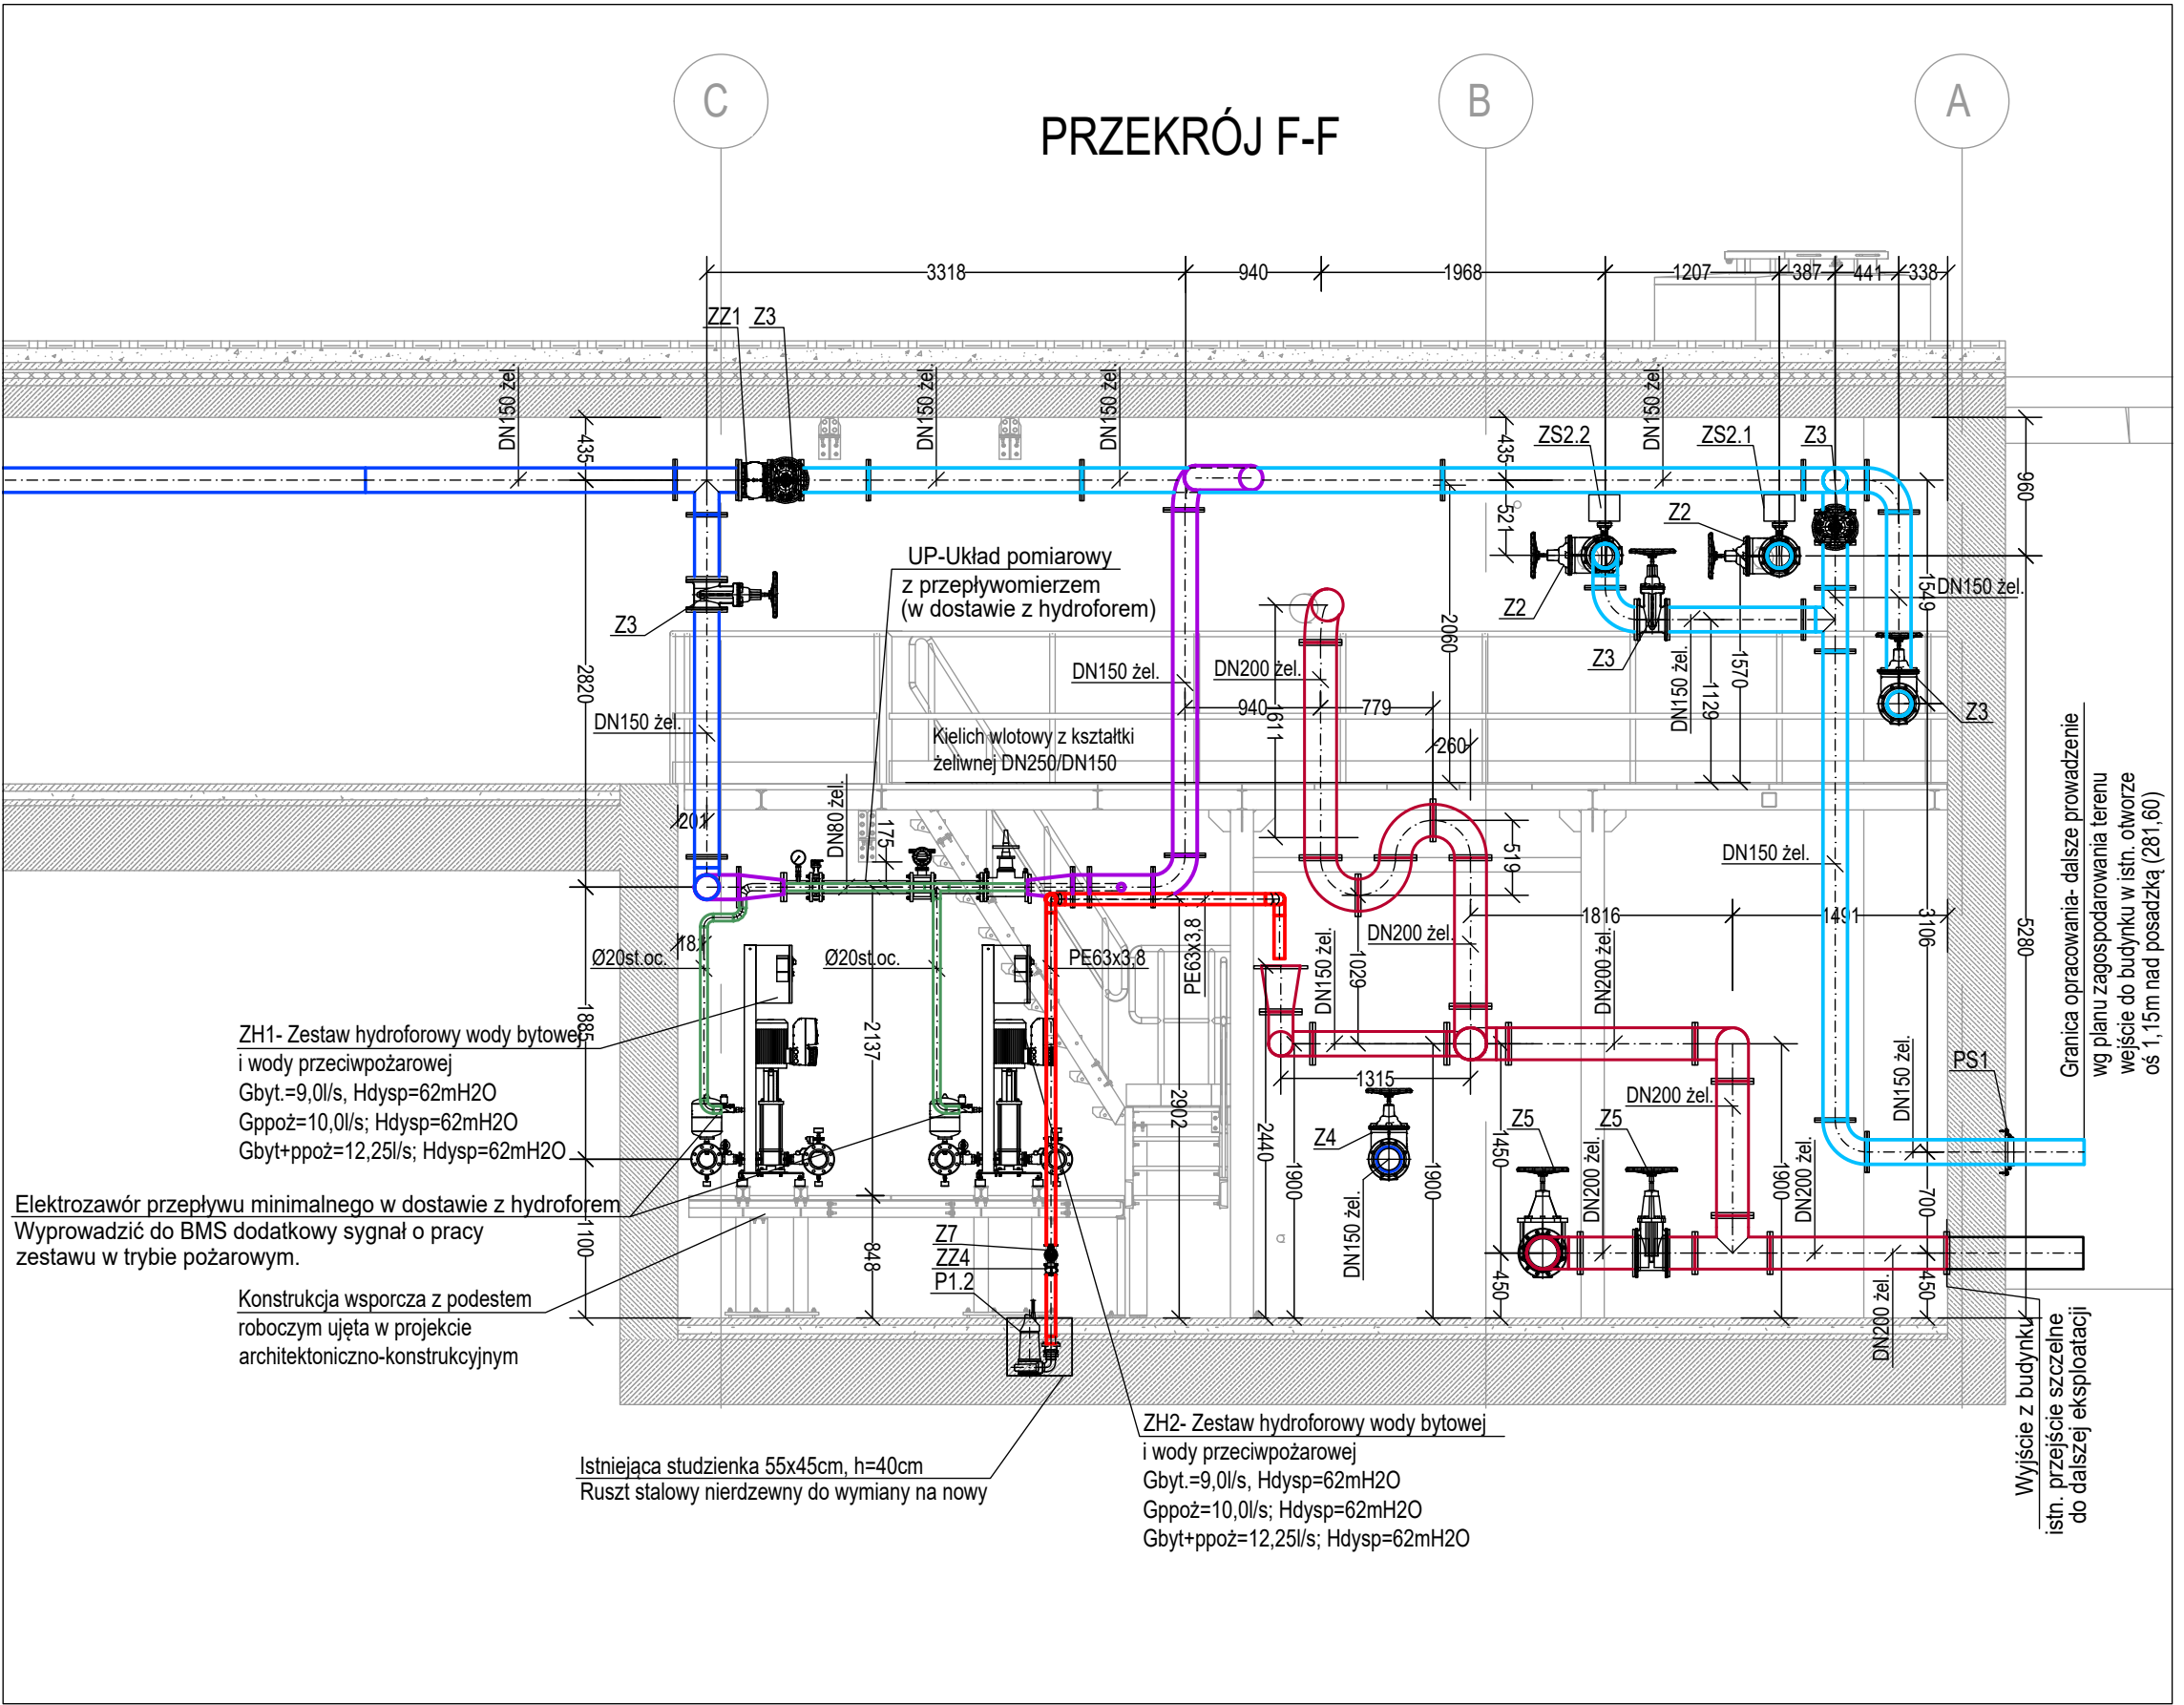 C
B
A
PRZEKRÓJ F-F
3318
940
1968
1207
387
441
338
ZZ1
Z3
DN150 żel.
435
DN150 żel.
DN150 żel.
435
ZS2.2
DN150 żel.
ZS2.1
Z3
960
521
Z2
Z2
UP-Układ pomiarowy
z przepływomierzem
(w dostawie z hydroforem)
Z3
2820
DN150 żel.
2060
DN150 żel.
DN200 żel.
Z3
DN150 żel.
1129
1570
1549
DN150 żel.
Z3
940
779
1611
260
Kielich wlotowy z kształtki
żeliwnej DN250/DN150
201
DN80 żel.
175
519
DN150 żel.
1816
1491
3106
5280
Granica opracowania- dalsze prowadzenie
wg planu zagospodarowania terenu
wejście do budynku w istn. otworze
oś 1,15m nad posadzką (281,60)
Ø20st.oc.
Ø20st.oc.
PE63x3,8
PE63x3,8
DN150 żel.
1029
DN200 żel.
DN200 żel.
1885
2137
ZH1- Zestaw hydroforowy wody bytowej
i wody przeciwpożarowej
Gbyt.=9,0l/s, Hdysp=62mH2O
Gppoż=10,0l/s; Hdysp=62mH2O
Gbyt+ppoż=12,25l/s; Hdysp=62mH2O
2902
2440
1900
1315
Z4
1900
1450
DN200 żel.
1600
DN150 żel.
PS1
Z5
Z5
DN200 żel.
DN200 żel.
700
DN150 żel.
Elektrozawór przepływu minimalnego w dostawie z hydroforem
Wyprowadzić do BMS dodatkowy sygnał o pracy
zestawu w trybie pożarowym.
1100
848
Z7
ZZ4
P1.2
450
450
DN200 żel.
Konstrukcja wsporcza z podestem
roboczym ujęta w projekcie
architektoniczno-konstrukcyjnym
Wyjście z budynku
istn. przejście szczelne
do dalszej eksploatacji
Istniejąca studzienka 55x45cm, h=40cm
Ruszt stalowy nierdzewny do wymiany na nowy
ZH2- Zestaw hydroforowy wody bytowej
i wody przeciwpożarowej
Gbyt.=9,0l/s, Hdysp=62mH2O
Gppoż=10,0l/s; Hdysp=62mH2O
Gbyt+ppoż=12,25l/s; Hdysp=62mH2O